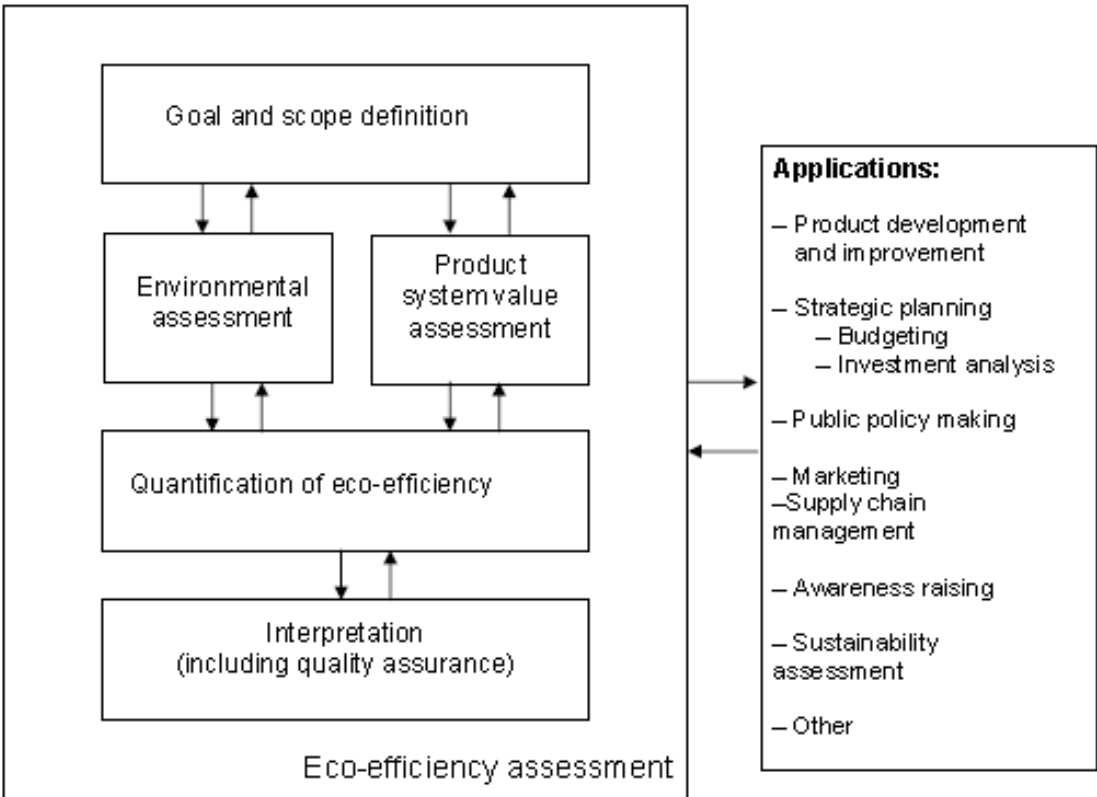 Goal and scope definition
Environmental
assessment
Product
system value
assessment
Quantification of eco-efficiency
Interpretation
(including quality assurance)
Eco-efficiency assessment
Applications:
– Product development
and improvement
– Strategic planning
– Budgeting
– Investment analysis
– Public policy making
– Marketing
–Supply chain
management
– Awareness raising
– Sustainability
assessment
– Other